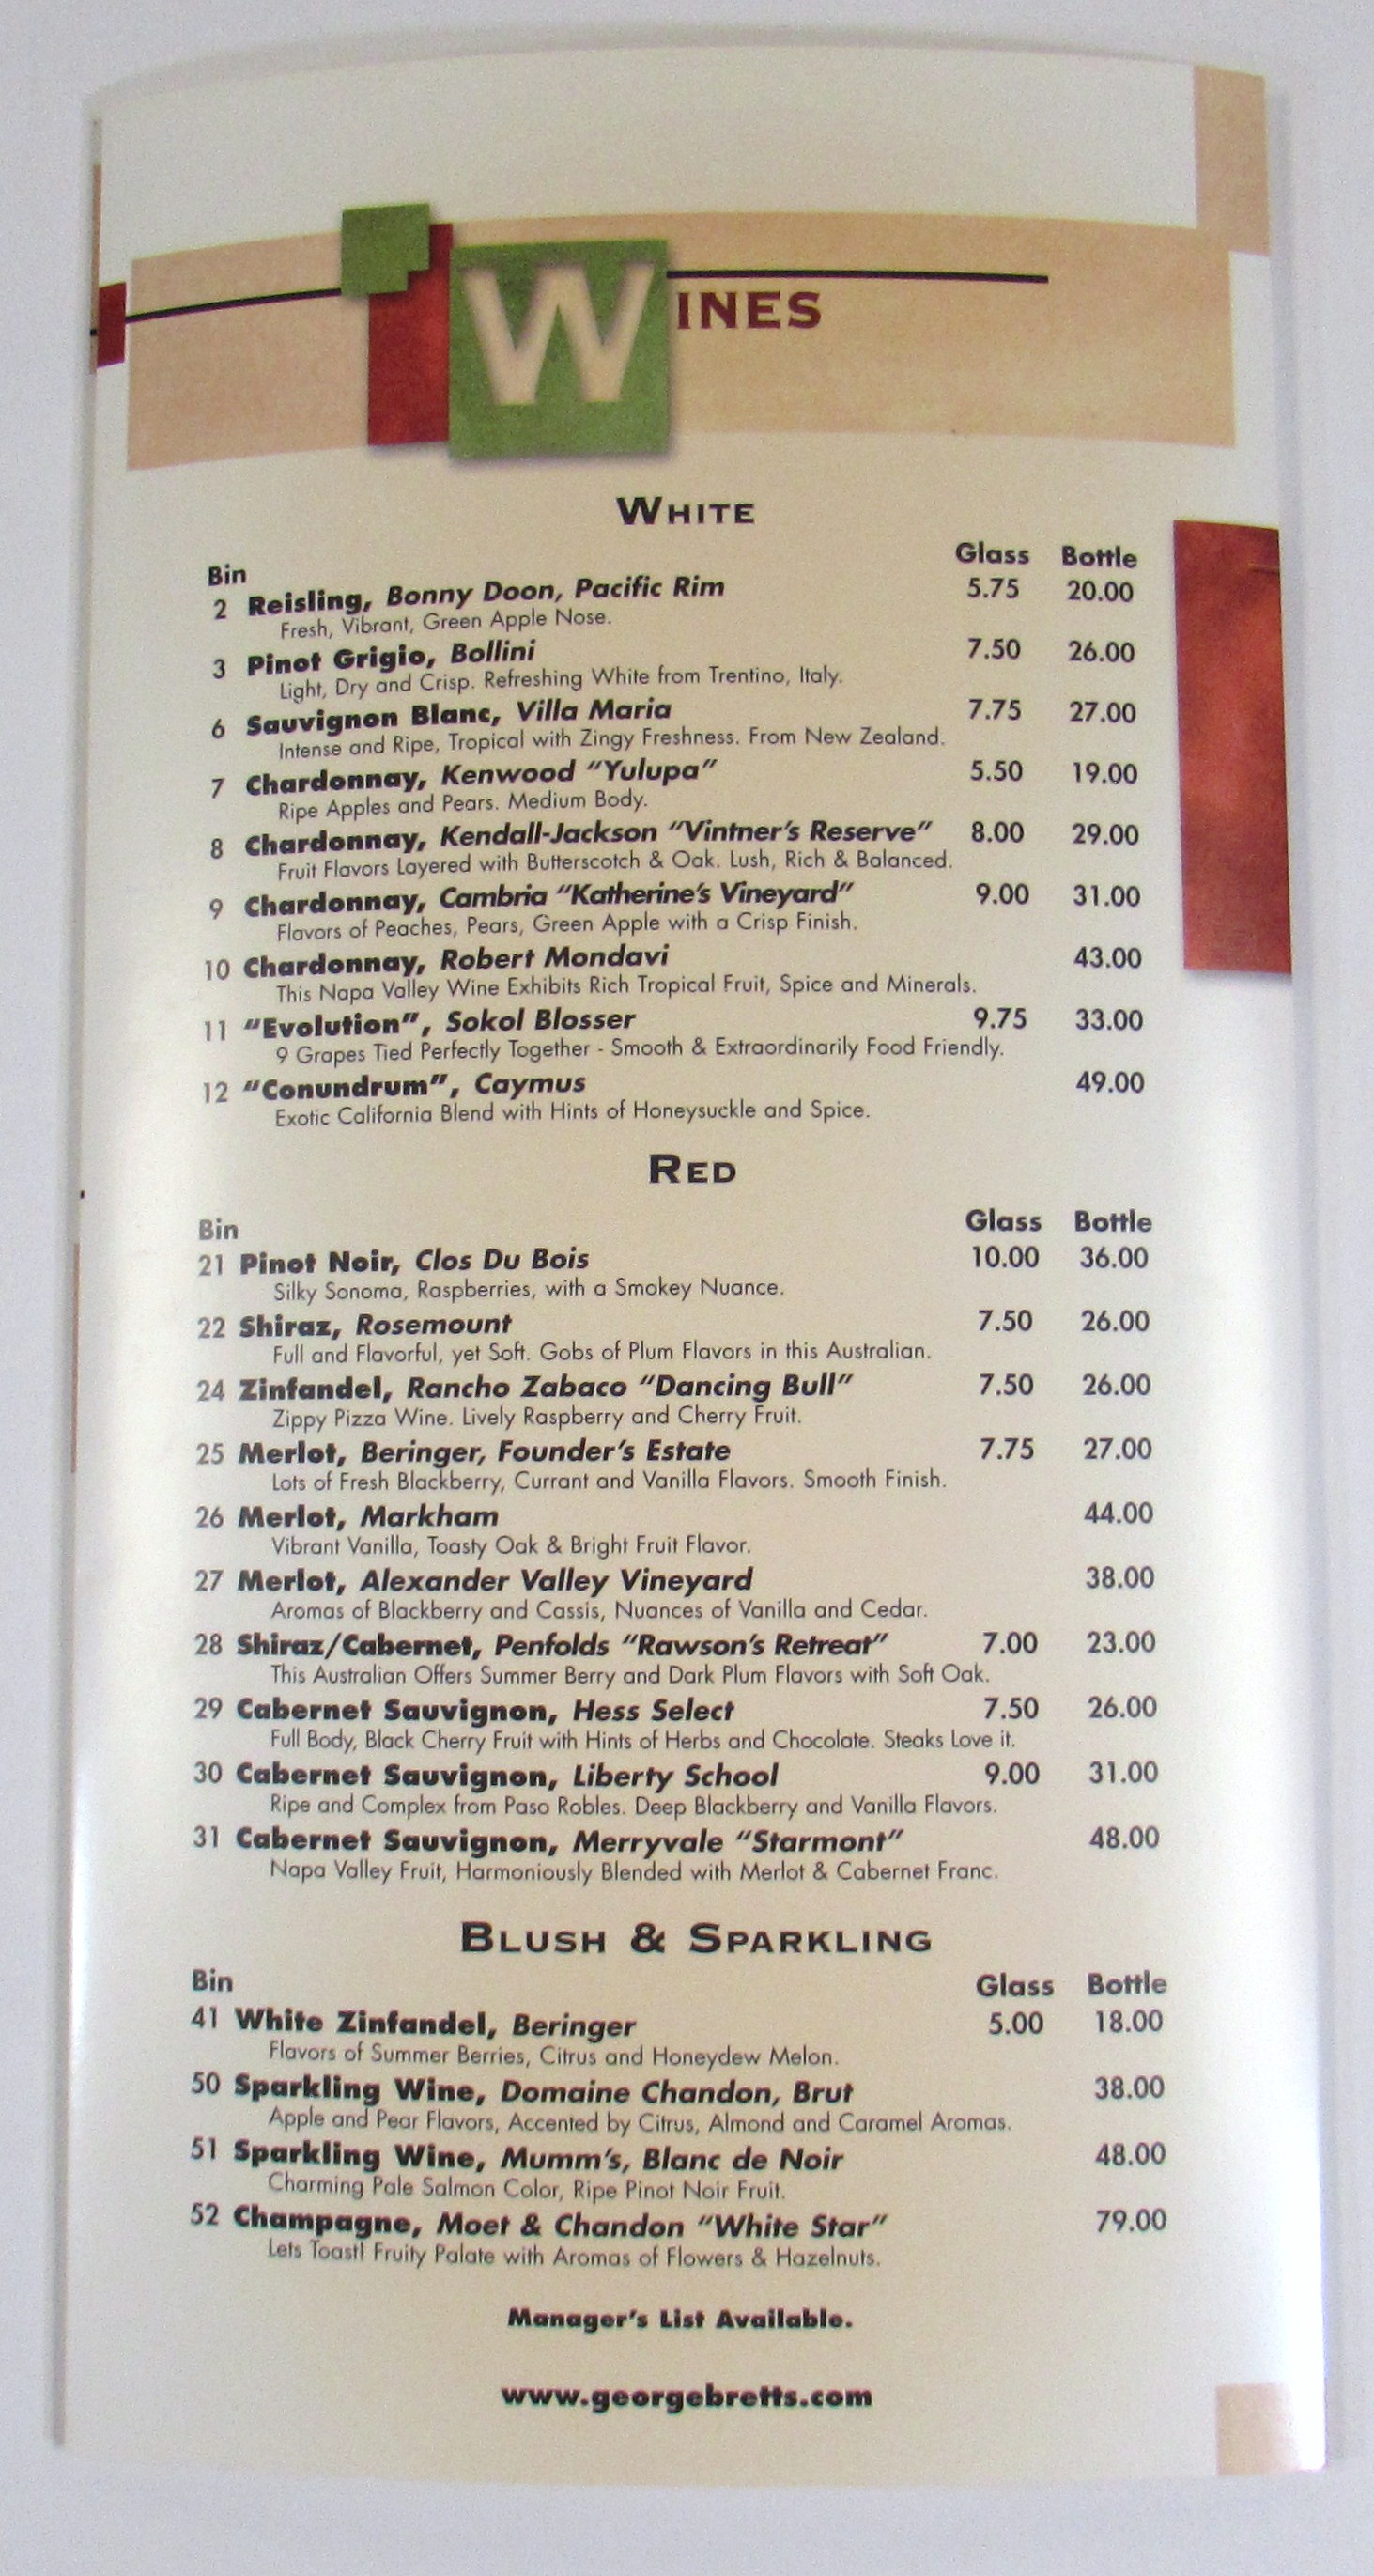 WINES
WHITE
Bin Glass Bottle
2 Reisling, Bonny Doon, Pacific Rim 5.75 20.00
Fresh, Vibrant, Green Apple Nose.
3 Pinot Grigio, Bollini 7.50 26.00
Light, Dry and Crisp. Refreshing White from Trentino, Italy.
6 Sauvignon Blanc, Villa Maria 7.75 27.00
Intense and Ripe, Tropical with Zingy Freshness. From New Zealand.
7 Chardonnay, Kenwood “Yulupa” 5.50 19.00
Ripe Apples and Pears. Medium Body.
8 Chardonnay, Kendall-Jackson “Vintner’s Reserve” 8.00 29.00
Fruit Flavors Layered with Butterscotch & Oak. Lush, Rich & Balanced.
9 Chardonnay, Cambria “Katherine’s Vineyard” 9.00 31.00
Flavors of Peaches, Pears, Green Apple with a Crisp Finish.
10 Chardonnay, Robert Mondavi 43.00
This Napa Valley Wine Exhibits Rich Tropical Fruit, Spice and Minerals.
11 “Evolution”, Sokol Blosser 9.75 33.00
9 Grapes Tied Perfectly Together - Smooth & Extraordinarily Food Friendly.
12 “Conundrum”, Caymus 49.00
Exotic California Blend with Hints of Honeysuckle and Spice.
RED
Bin Glass Bottle
21 Pinot Noir, Clos Du Bois 10.00 36.00
Silky Sonoma, Raspberries, with a Smokey Nuance.
22 Shiraz, Rosemount 7.50 26.00
Full and Flavorful, yet Soft. Gobs of Plum Flavors in this Australian.
24 Zinfandel, Rancho Zabaco “Dancing Bull” 7.50 26.00
Zippy Pizza Wine. Lively Raspberry and Cherry Fruit.
25 Merlot, Beringer, Founder’s Estate 7.75 27.00
Lots of Fresh Blackberry, Currant and Vanilla Flavors. Smooth Finish.
26 Merlot, Markham 44.00
Vibrant Vanilla, Toasty Oak & Bright Fruit Flavor.
27 Merlot, Alexander Valley Vineyard 38.00
Aromas of Blackberry and Cassis, Nuances of Vanilla and Cedar.
28 Shiraz/Cabernet, Penfolds “Rawson’s Retreat” 7.00 23.00
This Australian Offers Summer Berry and Dark Plum Flavors with Soft Oak.
29 Cabernet Sauvignon, Hess Select 7.50 26.00
Full Body, Black Cherry Fruit with Hints of Herbs and Chocolate. Steaks Love it.
30 Cabernet Sauvignon, Liberty School 9.00 31.00
Ripe and Complex from Paso Robles. Deep Blackberry and Vanilla Flavors.
31 Cabernet Sauvignon, Merryvale “Starmont” 48.00
Napa Valley Fruit, Harmoniously Blended with Merlot & Cabernet Franc.
BLUSH & SPARKLING
Bin Glass Bottle
41 White Zinfandel, Beringer 5.00 18.00
Flavors of Summer Berries, Citrus and Honeydew Melon.
50 Sparkling Wine, Domaine Chandon, Brut 38.00
Apple and Pear Flavors, Accented by Citrus, Almond and Caramel Aromas.
51 Sparkling Wine, Mumm’s, Blanc de Noir 48.00
Charming Pale Salmon Color, Ripe Pinot Noir Fruit.
52 Champagne, Moet & Chandon “White Star” 79.00
Lets Toast! Fruity Palate with Aromas of Flowers & Hazelnuts.
Manager’s List Available.
www.georgebretts.com